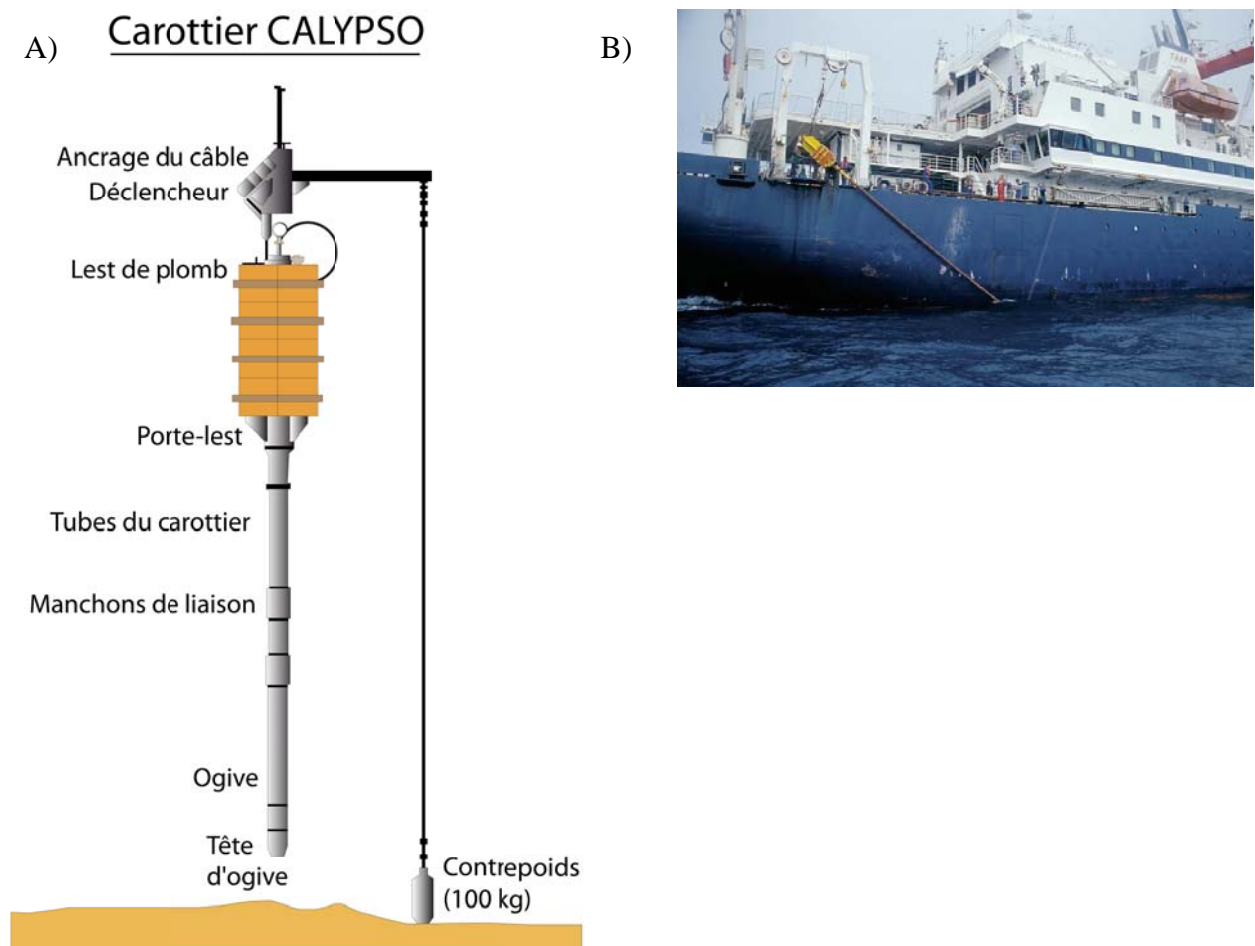 A)
Carottier CALYPSO
B)
Ancrage du câble
Déclencheur
Lest de plomb
Porte-lest
Tubes du carottier
Manchons de liaison
Ogive
Tête
d'ogive
Contrepoids
(100 kg)
TAAF